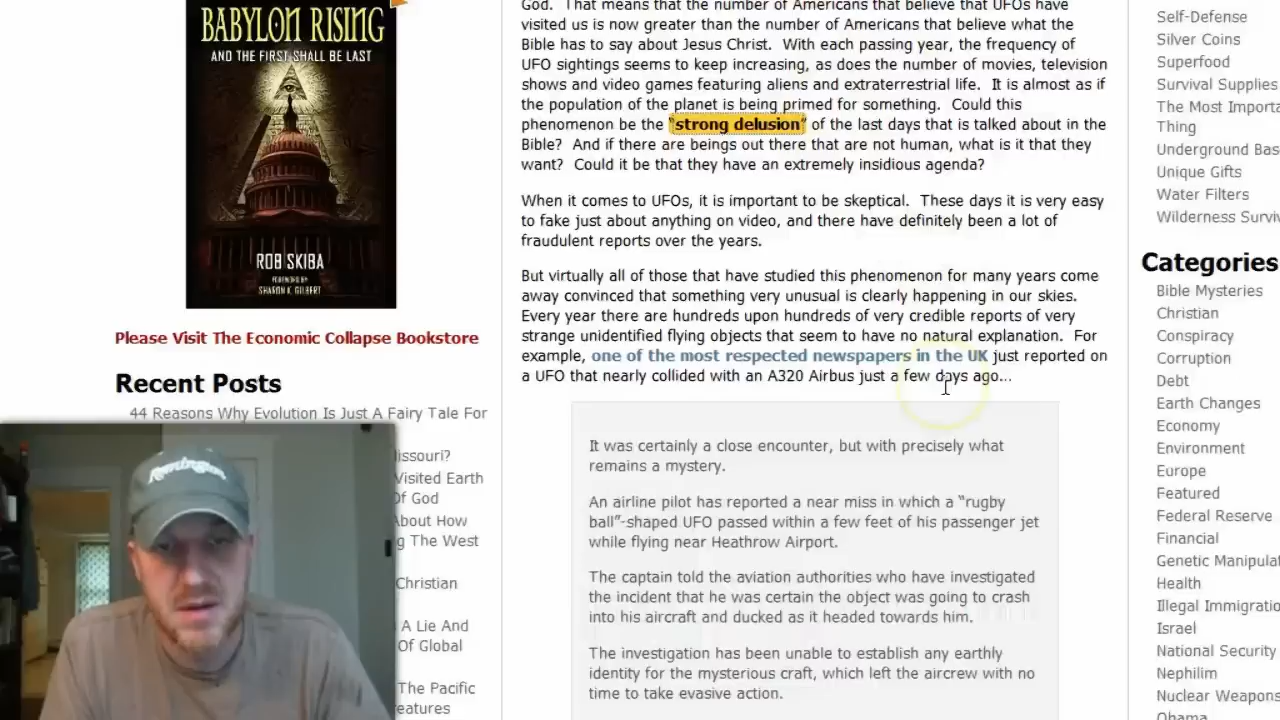 BABYLON RISING
AND THE FIRST SHALL BE LAST
ROB SKIBA
FOREWORD BY
SHARON K. GILBERT
Please Visit The Economic Collapse Bookstore
Recent Posts
44 Reasons Why Evolution Is Just A Fairy Tale For
issouri?
Visited Earth
Of God
About How
g The West
Christian
A Lie And
Of Global
The Pacific
eatures
God. That means that the number of Americans that believe that UFOs have
visited us is now greater than the number of Americans that believe what the
Bible has to say about Jesus Christ. With each passing year, the frequency of
UFO sightings seems to keep increasing, as does the number of movies, television
shows and video games featuring aliens and extraterrestrial life. It is almost as if
the population of the planet is being primed for something. Could this
phenomenon be the “strong delusion” of the last days that is talked about in the
Bible? And if there are beings out there that are not human, what is it that they
want? Could it be that they have an extremely insidious agenda?
When it comes to UFOs, it is important to be skeptical. These days it is very easy
to fake just about anything on video, and there have definitely been a lot of
fraudulent reports over the years.
But virtually all of those that have studied this phenomenon for many years come
away convinced that something very unusual is clearly happening in our skies.
Every year there are hundreds upon hundreds of very credible reports of very
strange unidentified flying objects that seem to have no natural explanation. For
example, one of the most respected newspapers in the UK just reported on
a UFO that nearly collided with an A320 Airbus just a few days ago...
It was certainly a close encounter, but with precisely what
remains a mystery.
An airline pilot has reported a near miss in which a “rugby
ball”-shaped UFO passed within a few feet of his passenger jet
while flying near Heathrow Airport.
The captain told the aviation authorities who have investigated
the incident that he was certain the object was going to crash
into his aircraft and ducked as it headed towards him.
The investigation has been unable to establish any earthly
identity for the mysterious craft, which left the aircrew with no
time to take evasive action.
Self-Defense
Silver Coins
Superfood
Survival Supplies
The Most Importa
Thing
Underground Bas
Unique Gifts
Water Filters
Wilderness Surviv
Categories
Bible Mysteries
Christian
Conspiracy
Corruption
Debt
Earth Changes
Economy
Environment
Europe
Featured
Federal Reserve
Financial
Genetic Manipulat
Health
Illegal Immigratio
Israel
National Security
Nephilim
Nuclear Weapons
Obama
Remington